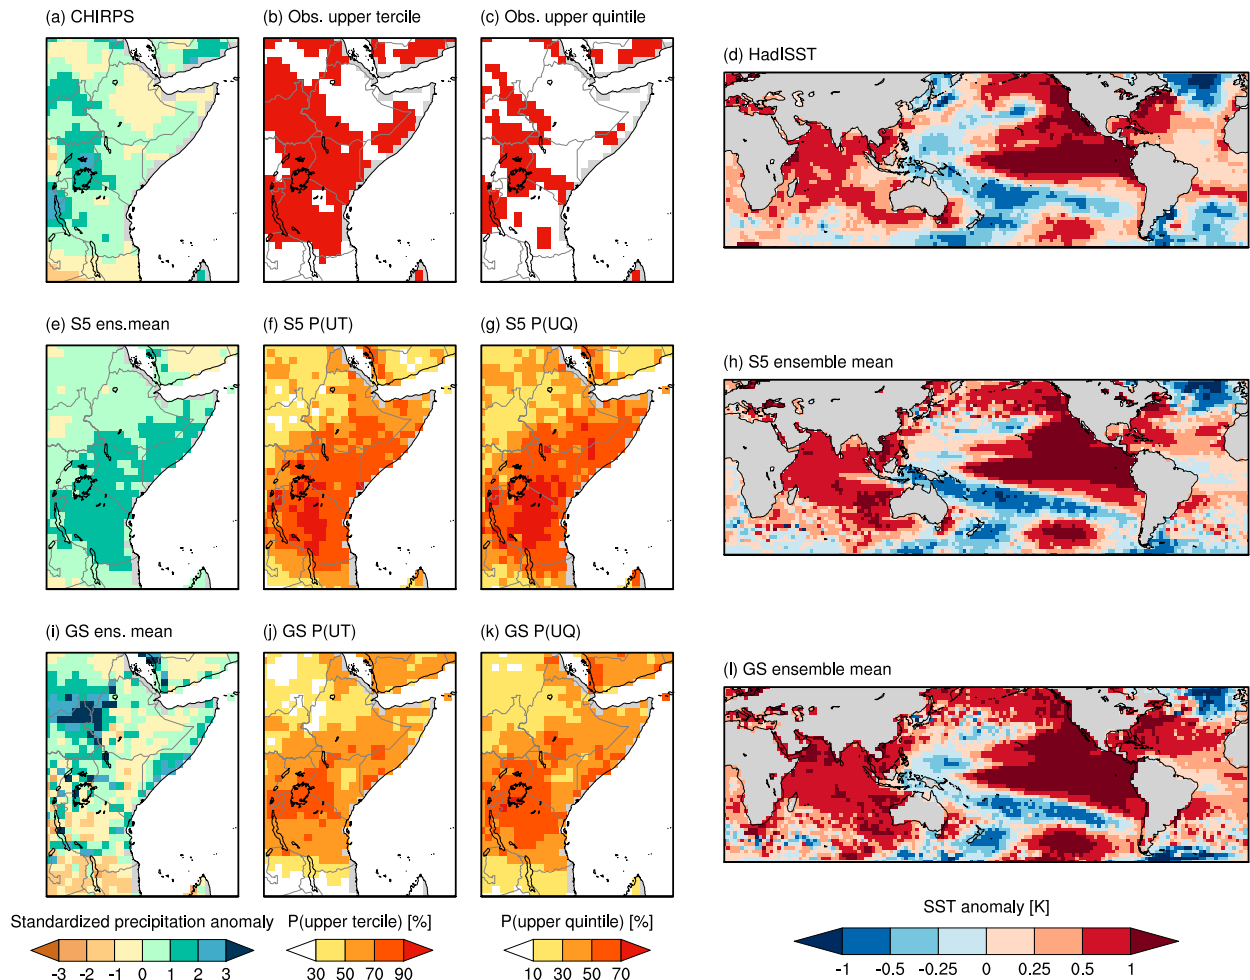 (a) CHIRPS
(b) Obs. upper tercile
(c) Obs. upper quintile
(d) HadISST
(e) S5 ens.mean
(f) S5 P(UT)
(g) S5 P(UQ)
(h) S5 ensemble mean
(i) GS ens. mean
(j) GS P(UT)
(k) GS P(UQ)
(l) GS ensemble mean
Standardized precipitation anomaly
-3 -2 -1 0 1 2 3
P(upper tercile) [%]
30 50 70 90
P(upper quintile) [%]
10 30 50 70
SST anomaly [K]
-1 -0.5 -0.25 0 0.25 0.5 1